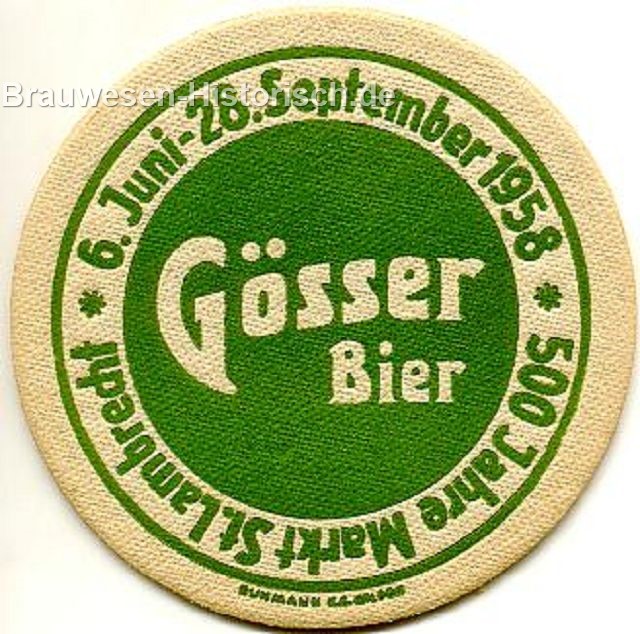 Brauwesen-Historisch.de
6. Juni-28. September 1958
Gösser
Bier
* 500 Jahre Markt St. Lambrecht *